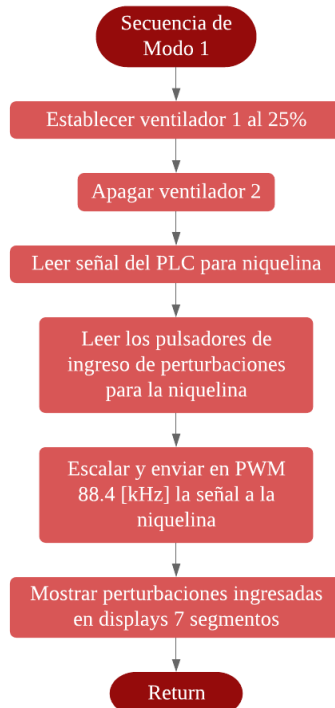 Secuencia de
Modo 1
Establecer ventilador 1 al 25%
Apagar ventilador 2
Leer señal del PLC para niquelina
Leer los pulsadores de
ingreso de perturbaciones
para la niquelina
Escalar y enviar en PWM
88.4 [kHz] la señal a la
niquelina
Mostrar perturbaciones ingresadas
en displays 7 segmentos
Return